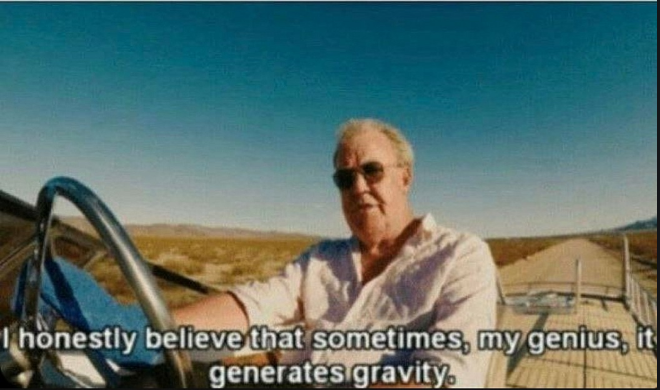 I honestly believe that sometimes, my genius, it
generates gravity.